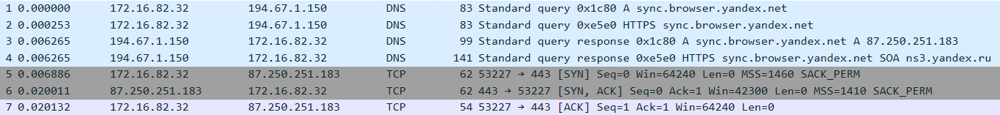 1 0.000000 172.16.82.32 194.67.1.150 DNS 83 Standard query 0x1c80 A sync.browser.yandex.net
2 0.000253 172.16.82.32 194.67.1.150 DNS 83 Standard query 0xe5e0 HTTPS sync.browser.yandex.net
3 0.006265 194.67.1.150 172.16.82.32 DNS 99 Standard query response 0x1c80 A sync.browser.yandex.net A 87.250.251.183
4 0.006265 194.67.1.150 172.16.82.32 DNS 141 Standard query response 0xe5e0 HTTPS sync.browser.yandex.net SOA ns3.yandex.ru
5 0.006886 172.16.82.32 87.250.251.183 TCP 62 53227 → 443 [SYN] Seq=0 Win=64240 Len=0 MSS=1460 SACK_PERM
6 0.020011 87.250.251.183 172.16.82.32 TCP 62 443 → 53227 [SYN, ACK] Seq=0 Ack=1 Win=42300 Len=0 MSS=1410 SACK_PERM
7 0.020132 172.16.82.32 87.250.251.183 TCP 54 53227 → 443 [ACK] Seq=1 Ack=1 Win=64240 Len=0